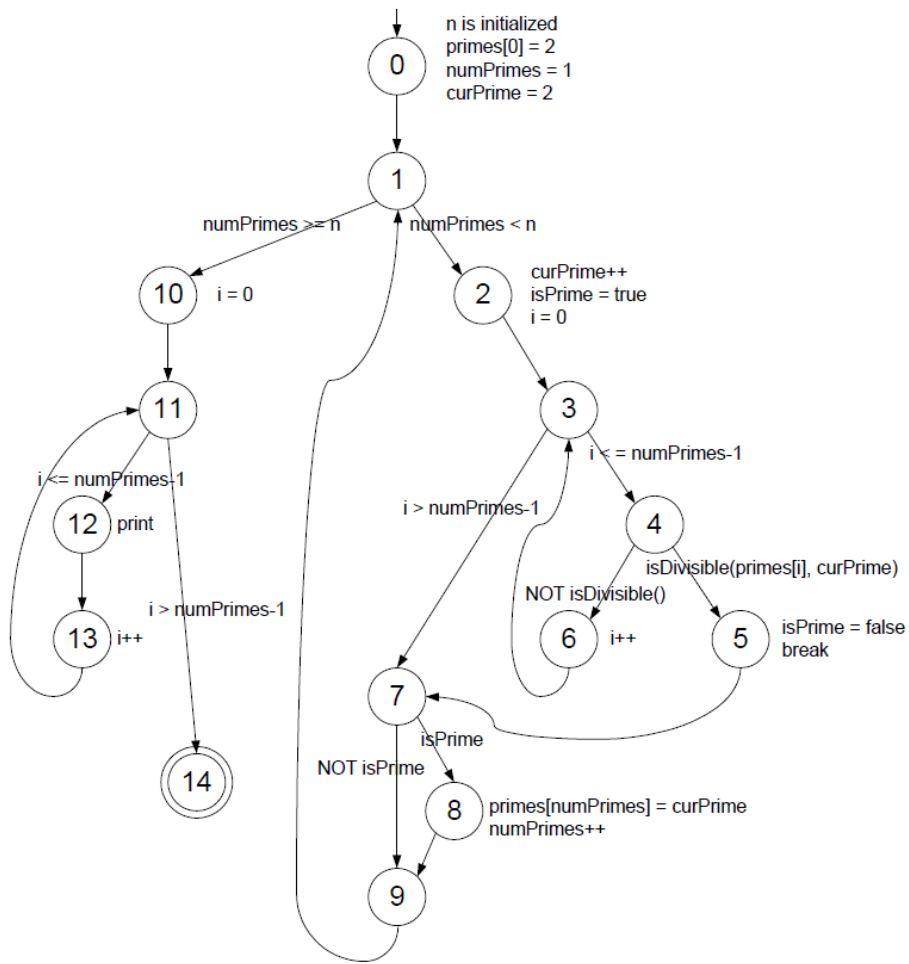 n is initialized
primes[0] = 2
numPrimes = 1
curPrime = 2
0
1
numPrimes >= n
numPrimes < n
10
i = 0
2
curPrime++
isPrime = true
i = 0
11
3
i <= numPrimes-1
i < = numPrimes-1
12
print
i > numPrimes-1
4
isDivisible(primes[i], curPrime)
NOT isDivisible()
13
i++
i > numPrimes-1
6
i++
5
isPrime = false
break
7
isPrime
NOT isPrime
14
8
primes[numPrimes] = curPrime
numPrimes++
9